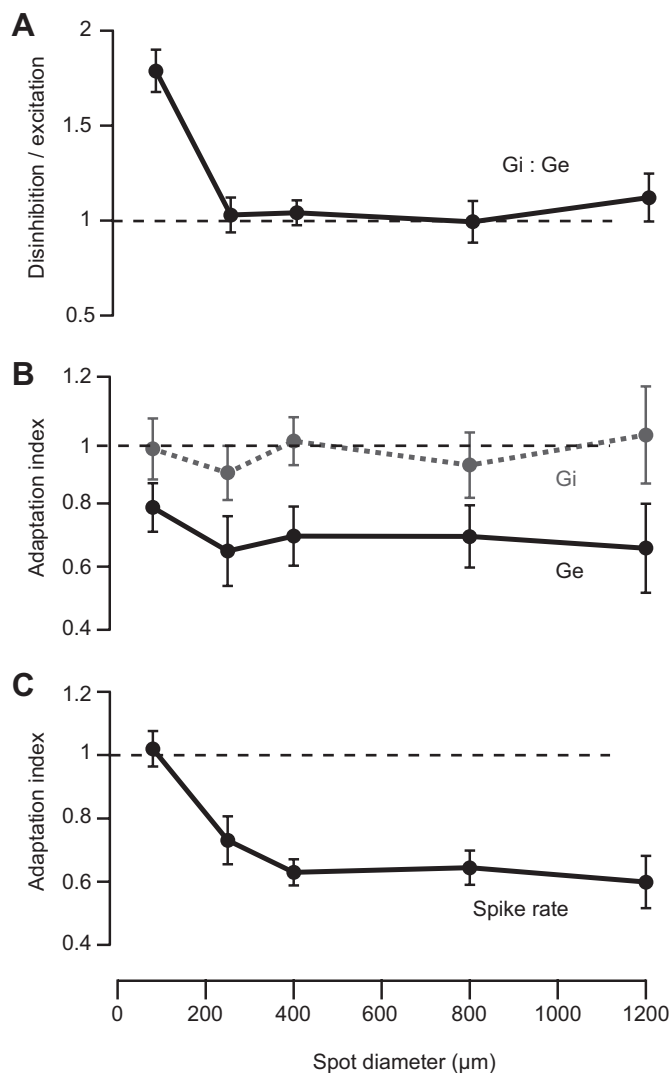 A
2
1.5
1
0.5
Disinhibition / excitation
Gi : Ge
B
1.2
1
0.8
0.6
0.4
Adaptation index
Gi
Ge
C
1.2
1
0.8
0.6
0.4
Adaptation index
Spike rate
0 200 400 600 800 1000 1200
Spot diameter (µm)